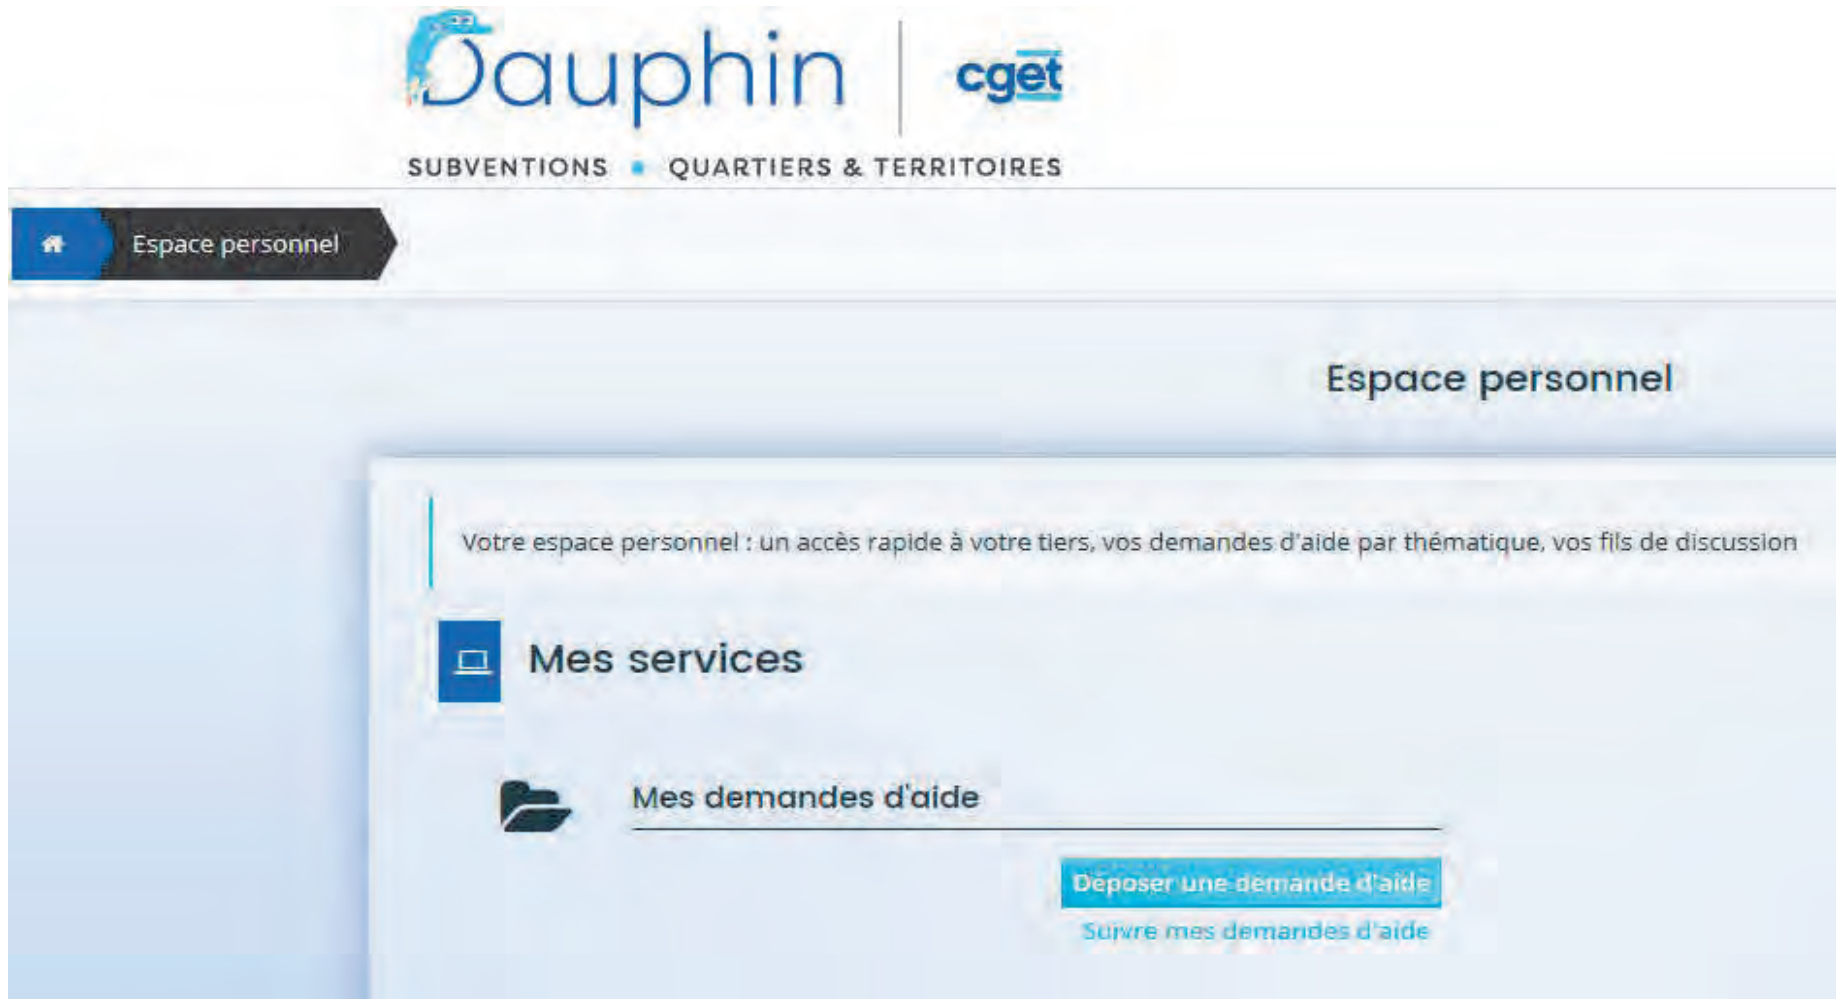 Dauphin cget
SUBVENTIONS • QUARTIERS & TERRITOIRES
Espace personnel
Espace personnel
Votre espace personnel : un accès rapide à votre tiers, vos demandes d'aide par thématique, vos fils de discussion
Mes services
Mes demandes d'aide
Déposer une demande d'aide
Suivre mes demandes d'aide